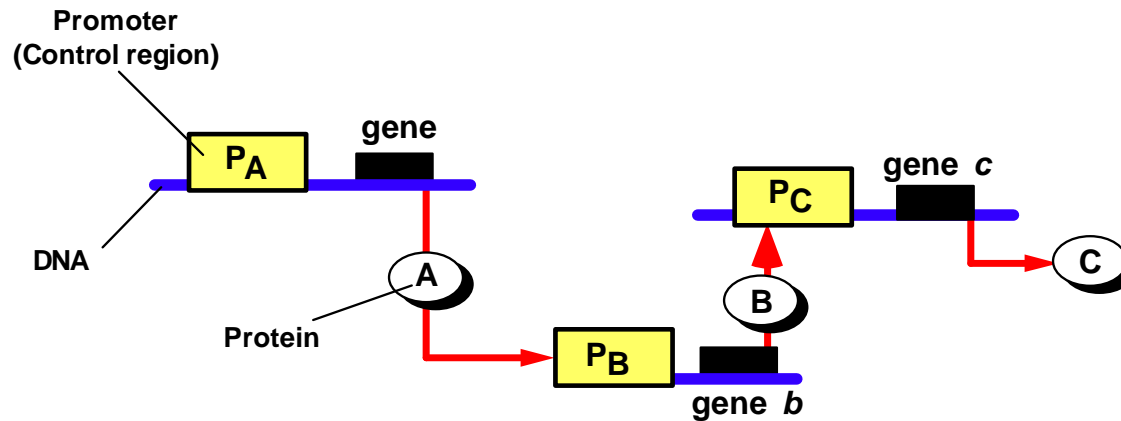 Promoter
(Control region)
PA
gene
DNA
A
Protein
PB
gene b
B
PC
gene c
C